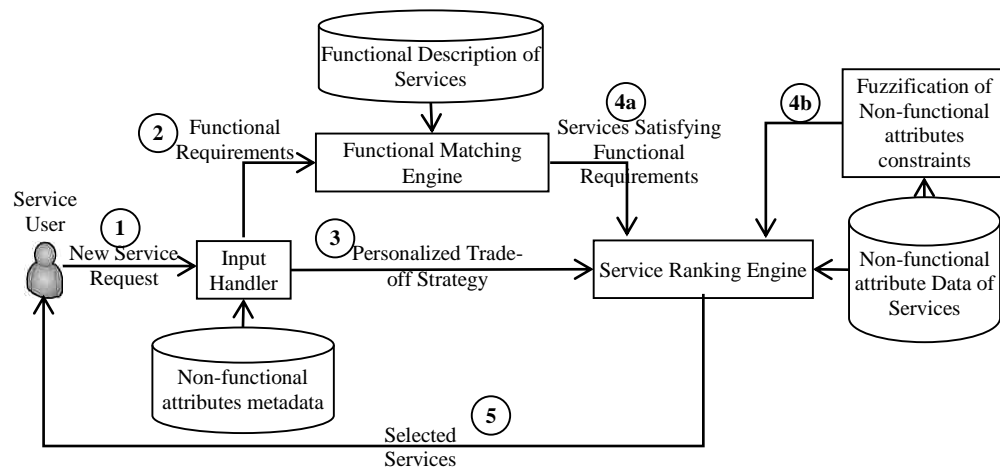 Functional Description of
Services
4a
4b
Fuzzification of
Non-functional
attributes
constraints
2
Functional
Requirements
Functional Matching
Engine
Services Satisfying
Functional
Requirements
Service
User
1
New Service
Request
Input
Handler
3
Personalized Trade-
off Strategy
Service Ranking Engine
Non-functional
attribute Data of
Services
Non-functional
attributes metadata
5
Selected
Services